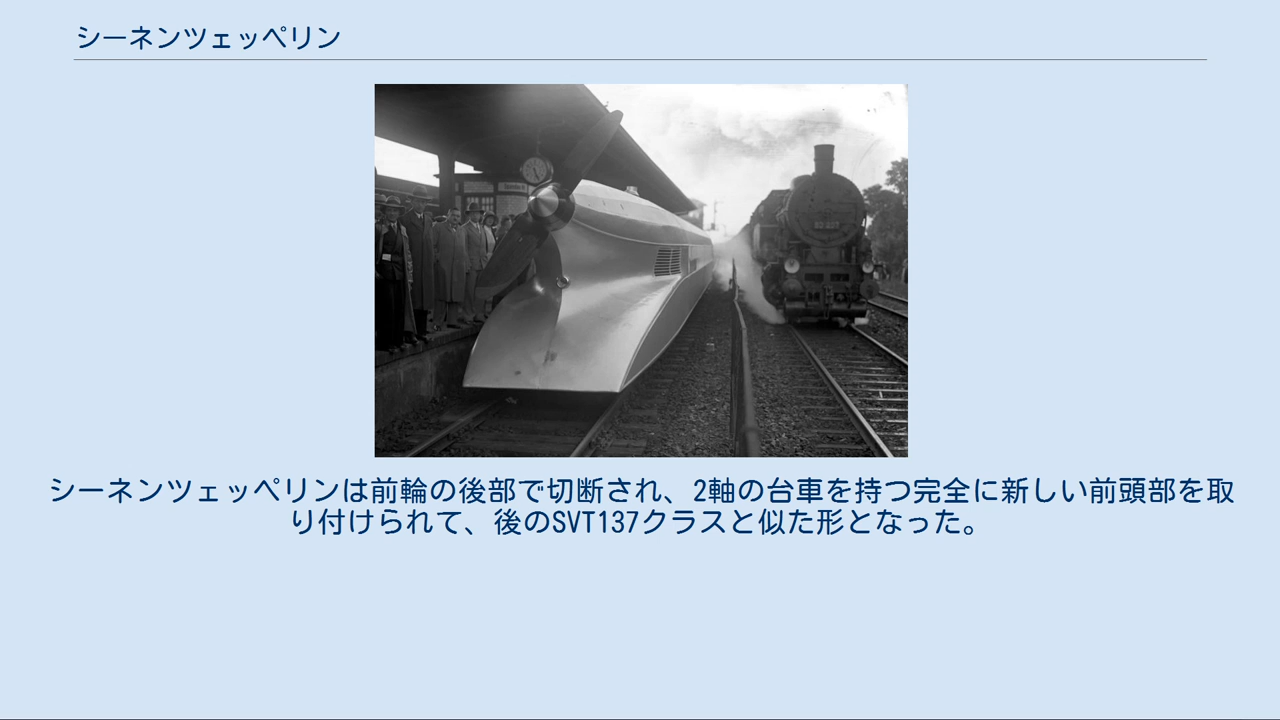 シーネンツェッペリン
シーネンツェッペリンは前輪の後部で切断され、2軸の台車を持つ完全に新しい前頭部を取
り付けられて、後のSVT137クラスと似た形となった。